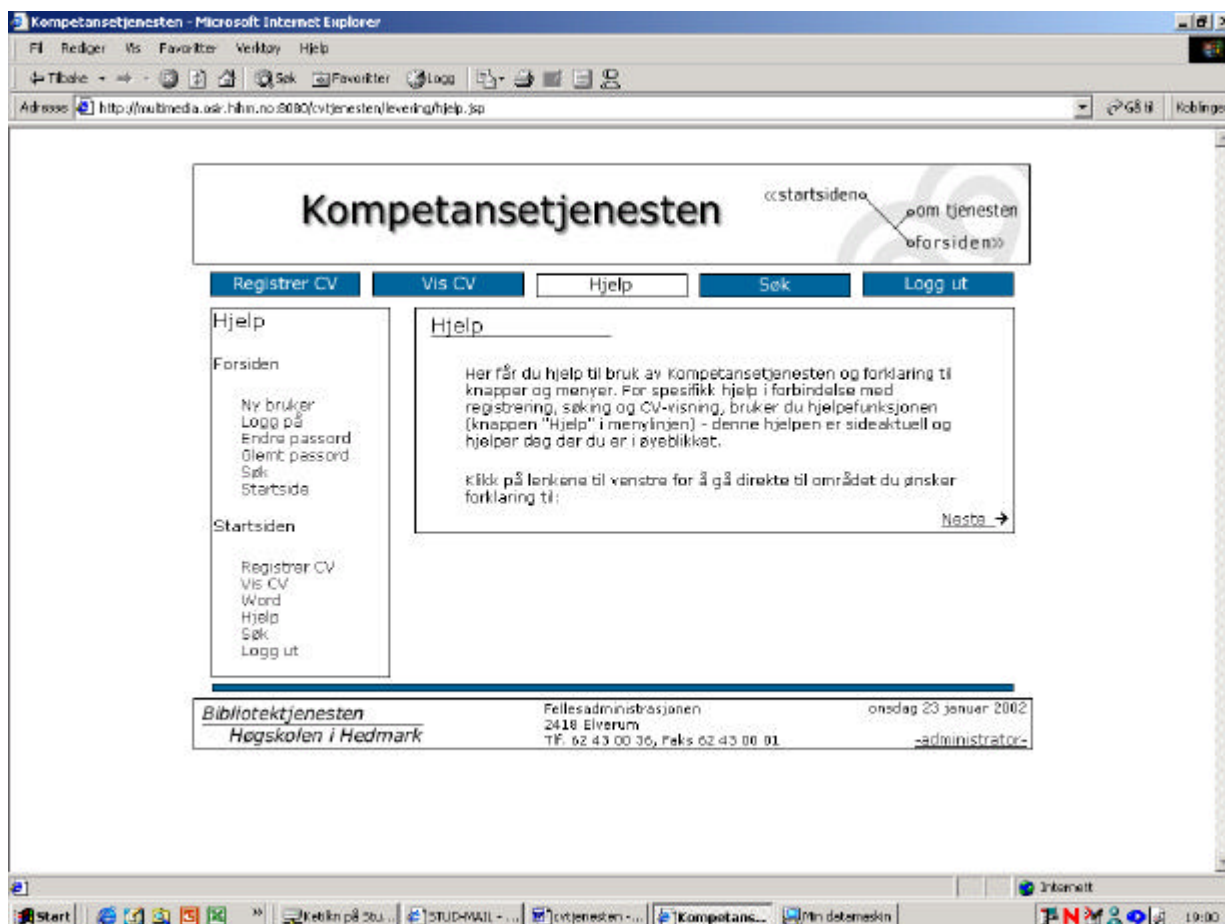 Kompetansetjenesten - Microsoft Internet Explorer
Fil Rediger Vis Favoritter Verktøy Hjelp
Tilbake Søk Favoritter Logg
Adresse http://multimedia.osir.hihm.no:8080/cvtjenesten/levering/hjelp.jsp Gå til Koblinger
Kompetansetjenesten
«startsiden
om tjenesten
forsiden»
Registrer CV Vis CV Hjelp Søk Logg ut
Hjelp
Forsiden
Ny bruker
Logg på
Endre passord
Glemt passord
Søk
Startside
Startsiden
Registrer CV
Vis CV
Word
Hjelp
Søk
Logg ut
Hjelp
Her får du hjelp til bruk av Kompetansetjenesten og forklaring til
knapper og menyer. For spesifikk hjelp i forbindelse med
registrering, søking og CV-visning, bruker du hjelpefunksjonen
(knappen "Hjelp" i menylinjen) - denne hjelpen er sideaktuell og
hjelper deg der du er i øyeblikket.
Klikk på lenkene til venstre for å gå direkte til området du ønsker
forklaring til:
Neste →
Bibliotektjenesten
Høgskolen i Hedmark
Fellesadministrasjonen
2418 Elverum
Tlf. 62 43 00 36, Faks 62 43 00 01
onsdag 23 januar 2002
-administrator-
Internett
Start STUD-MAIL - ... cvtjenesten -... Kompetans... Min datamaskin